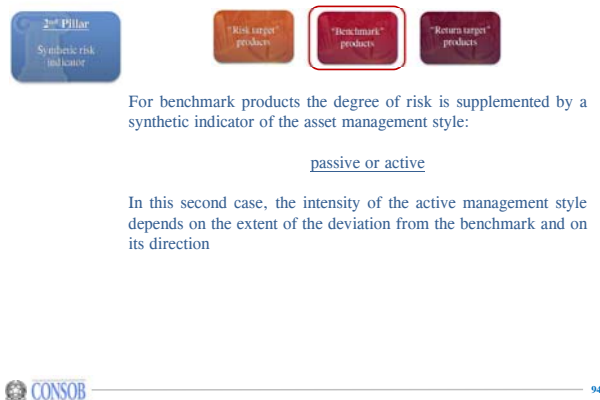 2nd Pillar
Synthetic risk
indicator
"Risk target"
products
"Benchmark"
products
"Return target"
products
For benchmark products the degree of risk is supplemented by a
synthetic indicator of the asset management style:
passive or active
In this second case, the intensity of the active management style
depends on the extent of the deviation from the benchmark and on
its direction
CONSOB
94